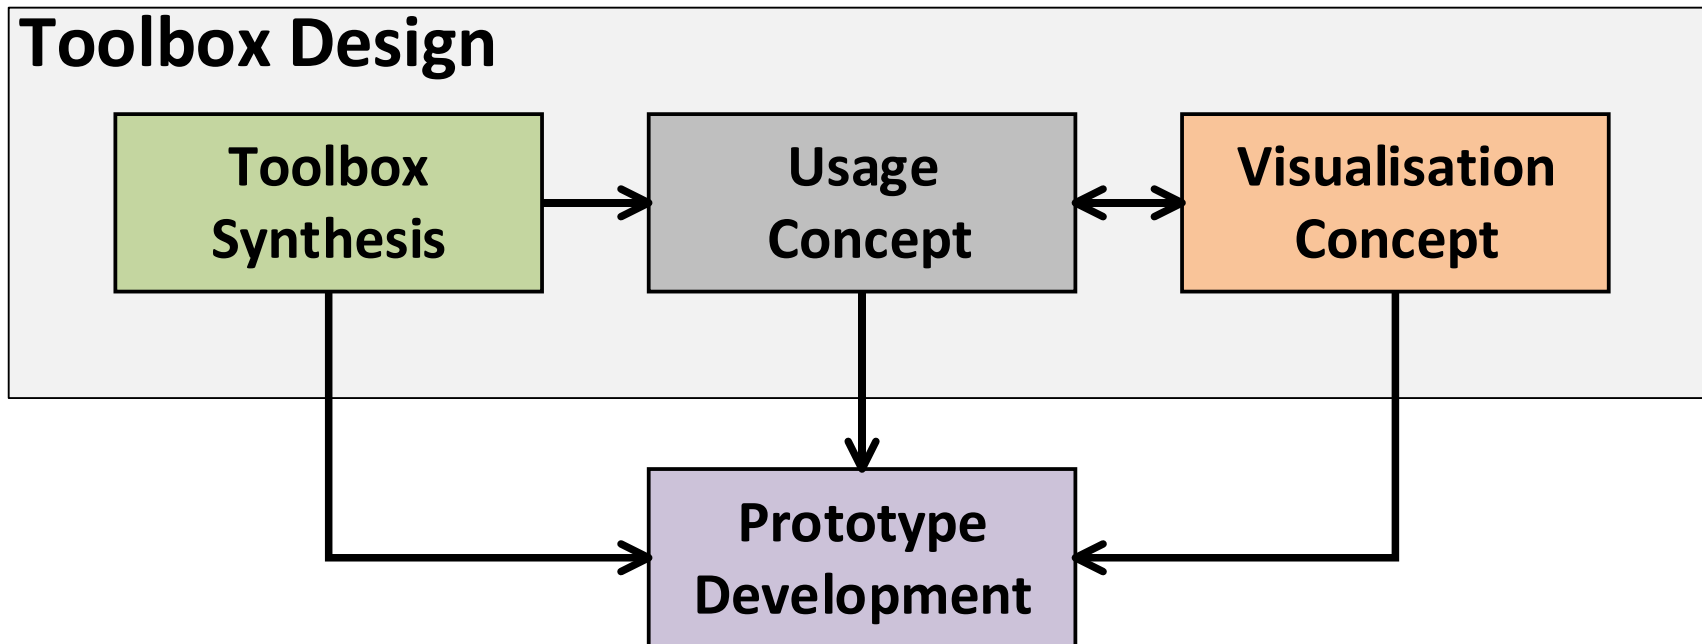 Toolbox Design
Toolbox
Synthesis
Usage
Concept
Visualisation
Concept
Prototype
Development